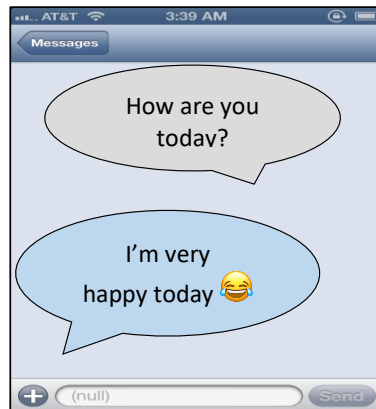 AT&T 3:39 AM
Messages
How are you
today?
I'm very
happy today 😂
(null)
Send